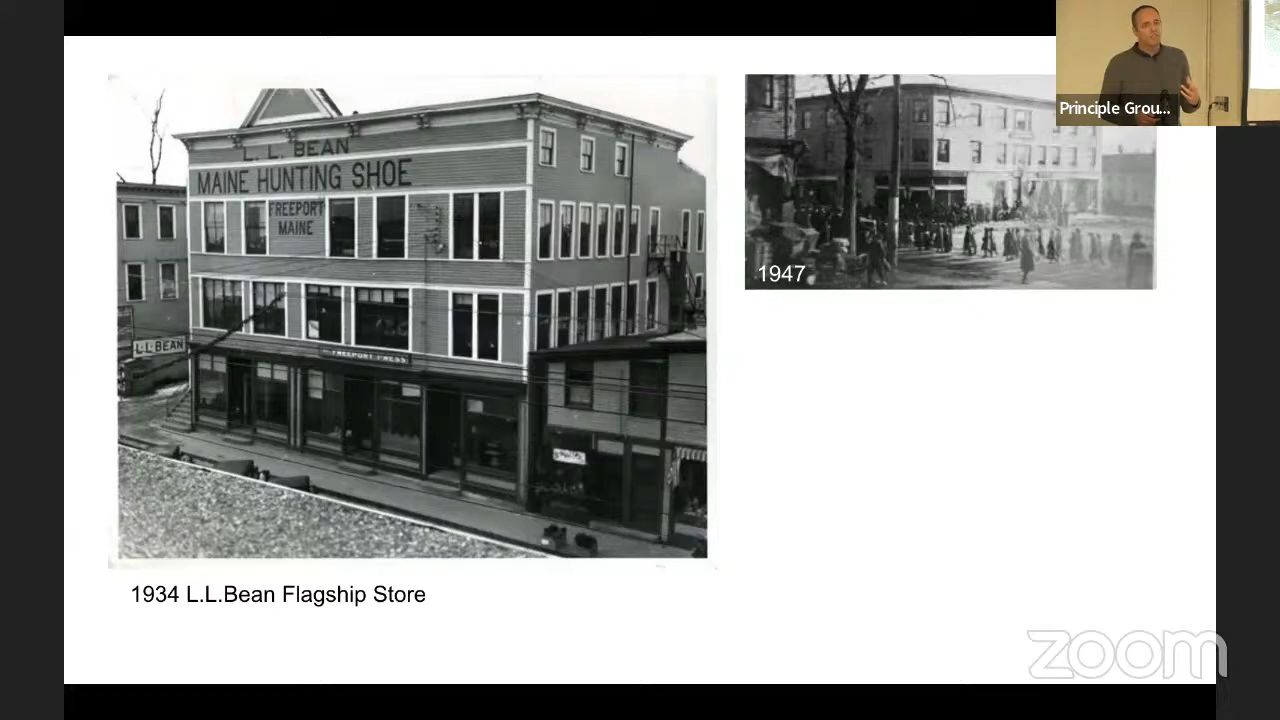 L. L. BEAN
MAINE HUNTING SHOE
FREEPORT
MAINE
L.L.BEAN
FREEPORT PRESS
1934 L.L.Bean Flagship Store
1947
Principle Grou...
zoom